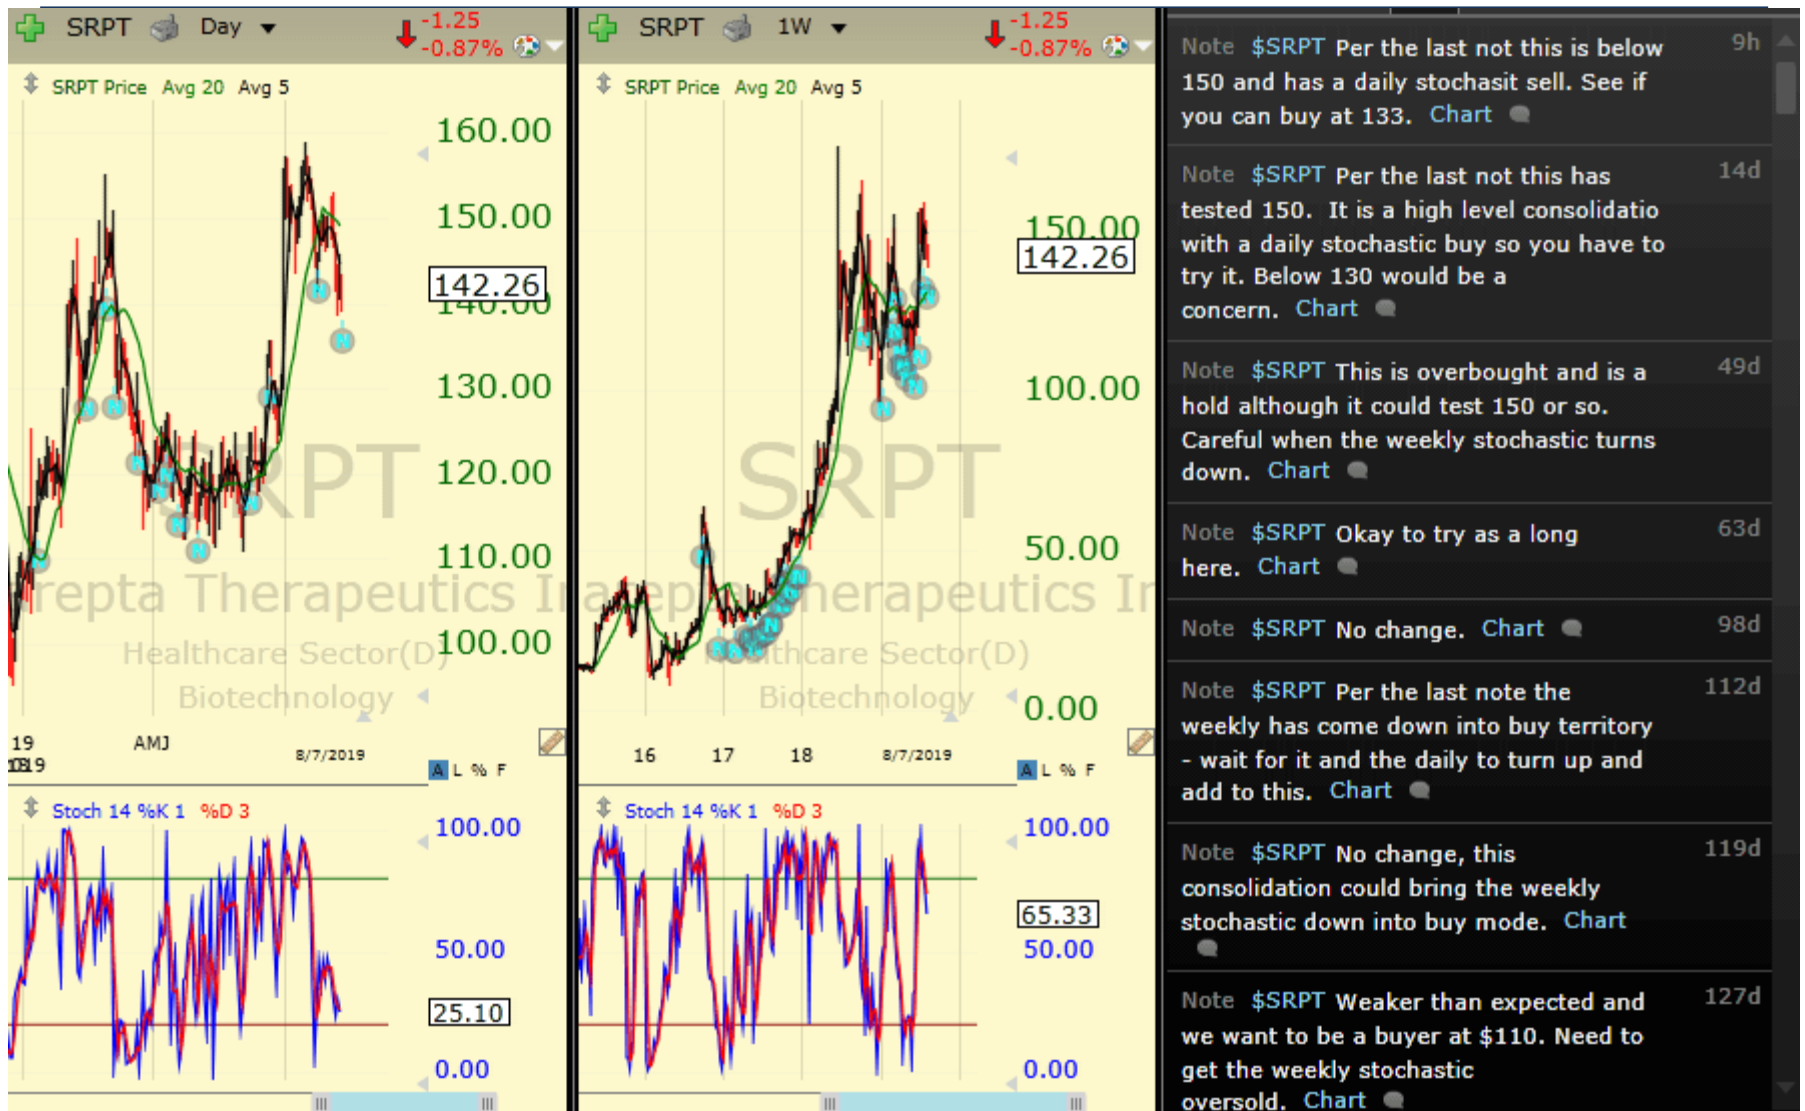 SRPT Day
-1.25
-0.87%
SRPT Price Avg 20 Avg 5
160.00
150.00
142.26
140.00
130.00
120.00
110.00
100.00
SRPT
repta Therapeutics In
Healthcare Sector(D)
Biotechnology
19 AMJ 8/7/2019
A L % F
Stoch 14 %K 1 %D 3
100.00
50.00
25.10
0.00
SRPT 1W
-1.25
-0.87%
SRPT Price Avg 20 Avg 5
150.00
142.26
100.00
50.00
0.00
SRPT
Therapeutics In
Healthcare Sector(D)
Biotechnology
16 17 18 8/7/2019
A L % F
Stoch 14 %K 1 %D 3
100.00
65.33
50.00
0.00
Note $SRPT Per the last not this is below 9h
150 and has a daily stochasit sell. See if
you can buy at 133. Chart
Note $SRPT Per the last not this has 14d
tested 150. It is a high level consolidatio
with a daily stochastic buy so you have to
try it. Below 130 would be a
concern. Chart
Note $SRPT This is overbought and is a 49d
hold although it could test 150 or so.
Careful when the weekly stochastic turns
down. Chart
Note $SRPT Okay to try as a long 63d
here. Chart
Note $SRPT No change. Chart 98d
Note $SRPT Per the last note the 112d
weekly has come down into buy territory
- wait for it and the daily to turn up and
add to this. Chart
Note $SRPT No change, this 119d
consolidation could bring the weekly
stochastic down into buy mode. Chart
Note $SRPT Weaker than expected and 127d
we want to be a buyer at $110. Need to
get the weekly stochastic
oversold. Chart